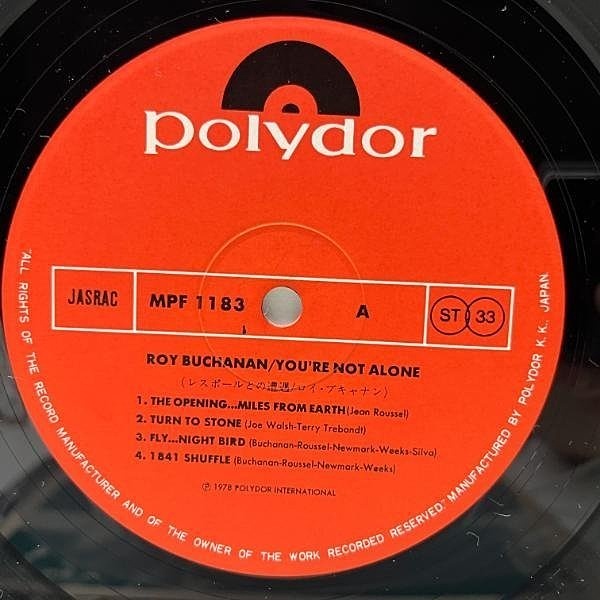 polydor
JASRAC
MPF 1183
A
ST 33
ROY BUCHANAN/YOU'RE NOT ALONE
(レスポールとの遭遇/ロイ・ブキャナン)
1. THE OPENING...MILES FROM EARTH (Jean Roussel)
2. TURN TO STONE (Joe Walsh-Terry Trebandt)
3. FLY...NIGHT BIRD (Buchanan-Roussel-Newmark-Weeks-Silva)
4. 1841 SHUFFLE (Buchanan-Roussel-Newmark-Weeks)
Ⓟ 1978 POLYDOR INTERNATIONAL
"ALL RIGHTS OF THE RECORD MANUFACTURER AND OF THE OWNER OF THE WORK RECORDED RESERVED" MANUFACTURED BY POLYDOR K.K., JAPAN.